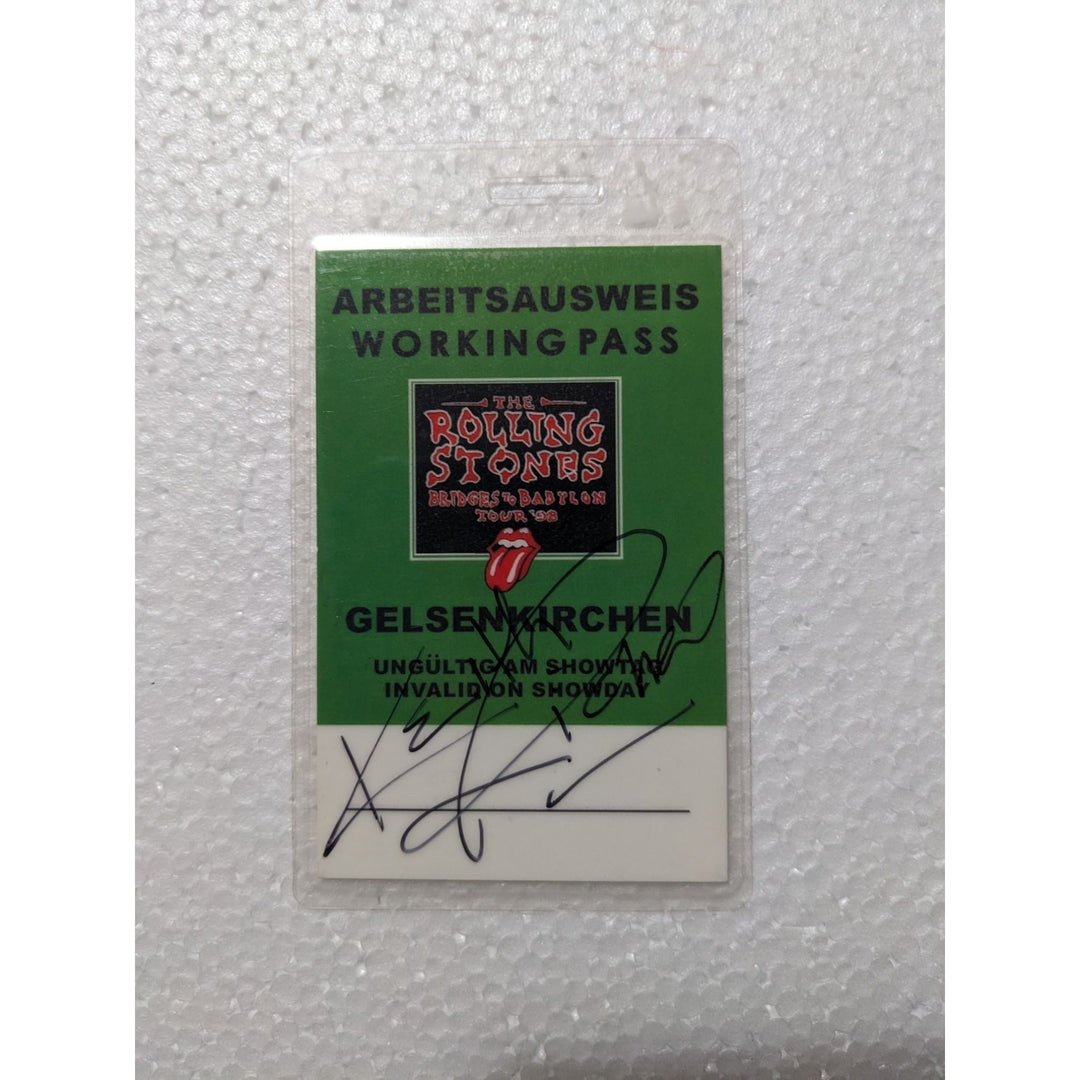 ARBEITSAUSWEIS
WORKING PASS
THE
ROLLING
STONES
BRIDGES TO BABYLON
TOUR '98
GELSENKIRCHEN
UNGÜLTIG AM SHOWTAG
INVALID ON SHOWDAY